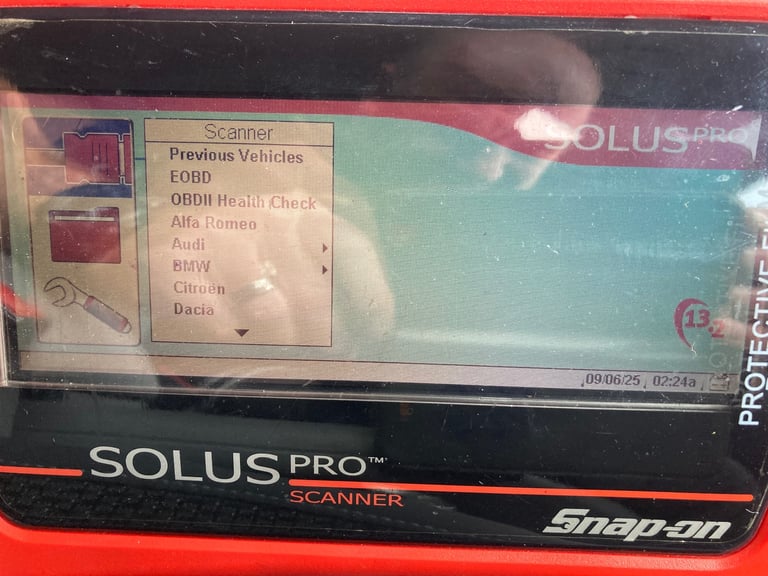 SOLUS PRO
Scanner
Previous Vehicles
EOBD
OBDII Health Check
Alfa Romeo
Audi
BMW
Citroën
Dacia
13.2
09/06/25 02:24a
PROTECTIVE
SOLUS PRO™
SCANNER
Snap-on